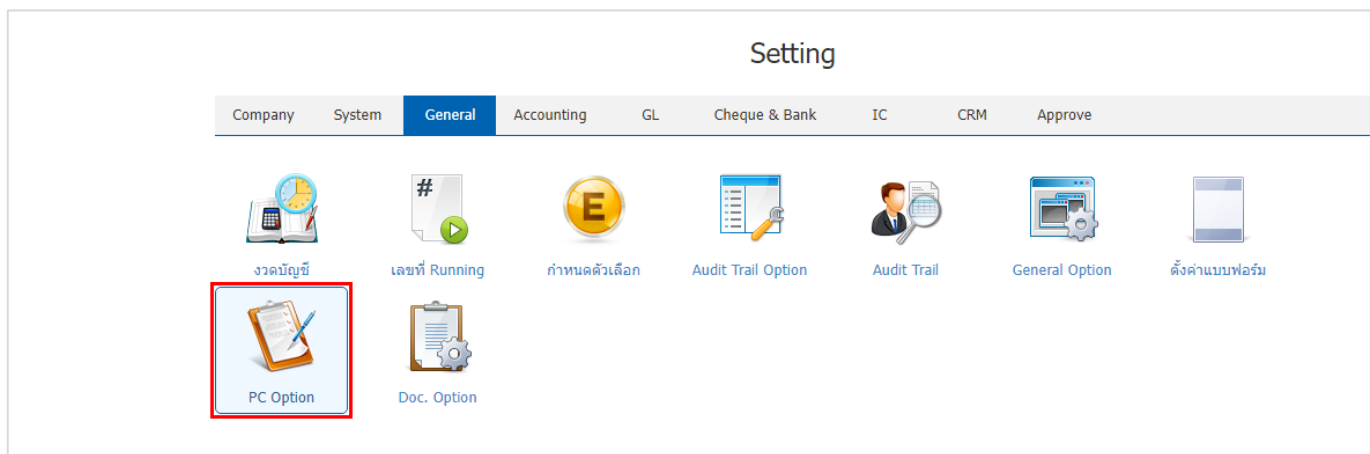 Setting
Company System General Accounting GL Cheque & Bank IC CRM Approve
#
E
งวดบัญชี เลขที่ Running กำหนดตัวเลือก Audit Trail Option Audit Trail General Option ตั้งค่าแบบฟอร์ม
PC Option Doc. Option